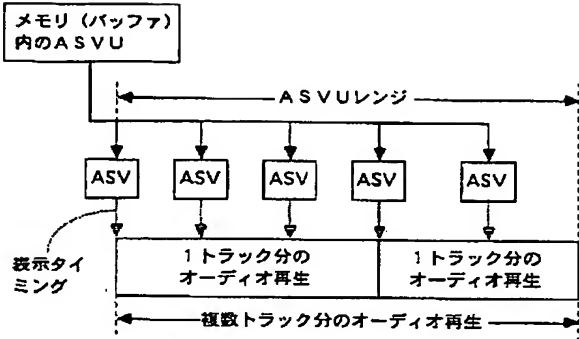 メモリ（バッファ）
内のＡＳＶＵ
ＡＳＶＵレンジ
ASV ASV ASV ASV ASV
表示タイ
ミング
１トラック分の
オーディオ再生
１トラック分の
オーディオ再生
複数トラック分のオーディオ再生